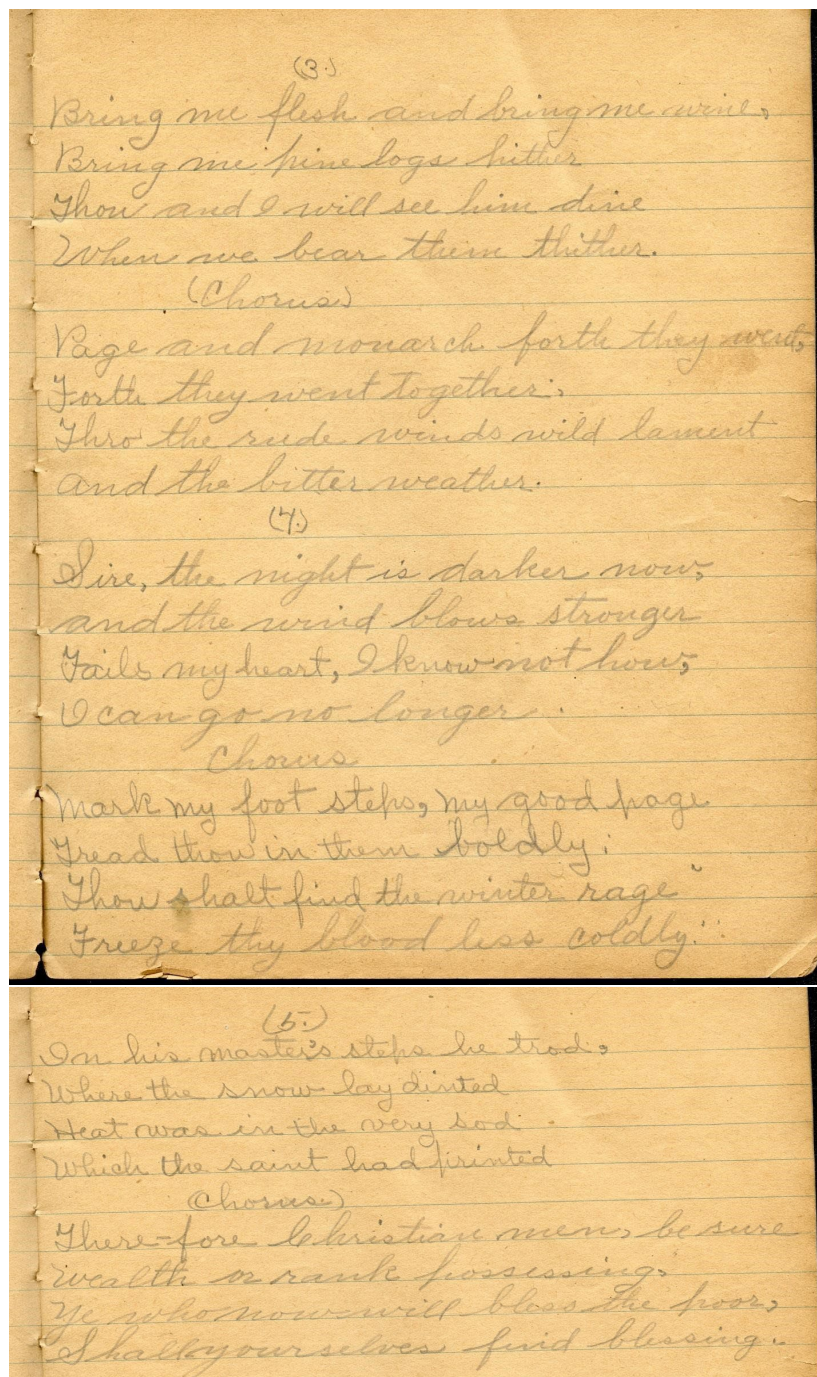 (3.)
Bring me flesh and bring me wine,
Bring me pine logs hither
Thou and I will see him dine
When we bear them thither.
(Chorus)
Page and monarch forth they went,
Forth they went together.,
Thro the rude winds wild lament
and the bitter weather.
(4.)
Sire, the night is darker now,
and the wind blows stronger
Fails my heart, I know not how,
I can go no longer.
Chorus
Mark my foot steps, my good page
Tread thou in them boldly;
Thou shalt find the winter rage
Freeze thy blood less coldly."
(5.)
In his master's steps he trod,
Where the snow lay dinted
Heat was in the very sod.
Which the saint had printed
(Chorus)
There-fore Christian men, be sure
Wealth or rank possessing,
Ye who now will bless the poor,
Shall yourselves find blessing.